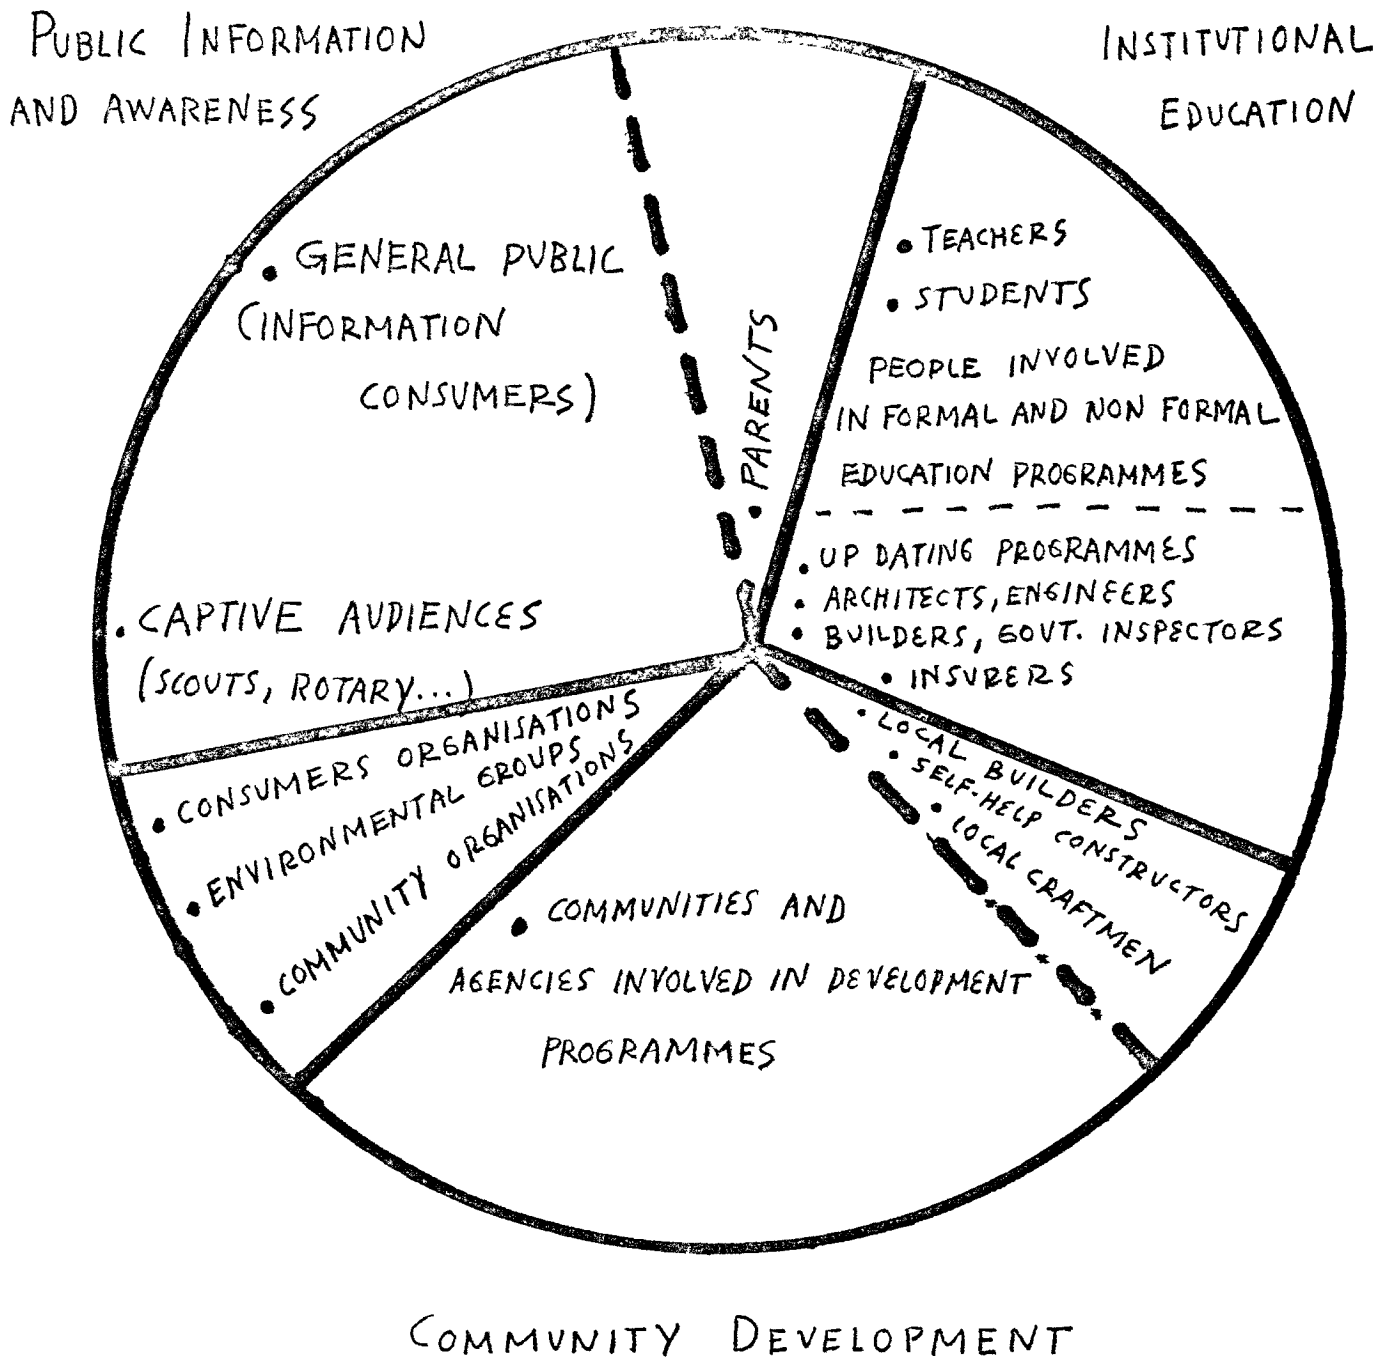 PUBLIC INFORMATION
AND AWARENESS
INSTITUTIONAL
EDUCATION
• GENERAL PUBLIC
(INFORMATION
CONSUMERS)
• PARENTS
• TEACHERS
• STUDENTS
PEOPLE INVOLVED
IN FORMAL AND NON FORMAL
EDUCATION PROGRAMMES
• UP DATING PROGRAMMES
• ARCHITECTS, ENGINEERS
• BUILDERS, GOVT. INSPECTORS
• INSURERS
• CAPTIVE AUDIENCES
(SCOUTS, ROTARY...)
• CONSUMERS ORGANISATIONS
• ENVIRONMENTAL GROUPS
• COMMUNITY ORGANISATIONS
• LOCAL BUILDERS
• SELF-HELP CONSTRUCTORS
• LOCAL CRAFTMEN
• COMMUNITIES AND
AGENCIES INVOLVED IN DEVELOPMENT
PROGRAMMES
COMMUNITY DEVELOPMENT